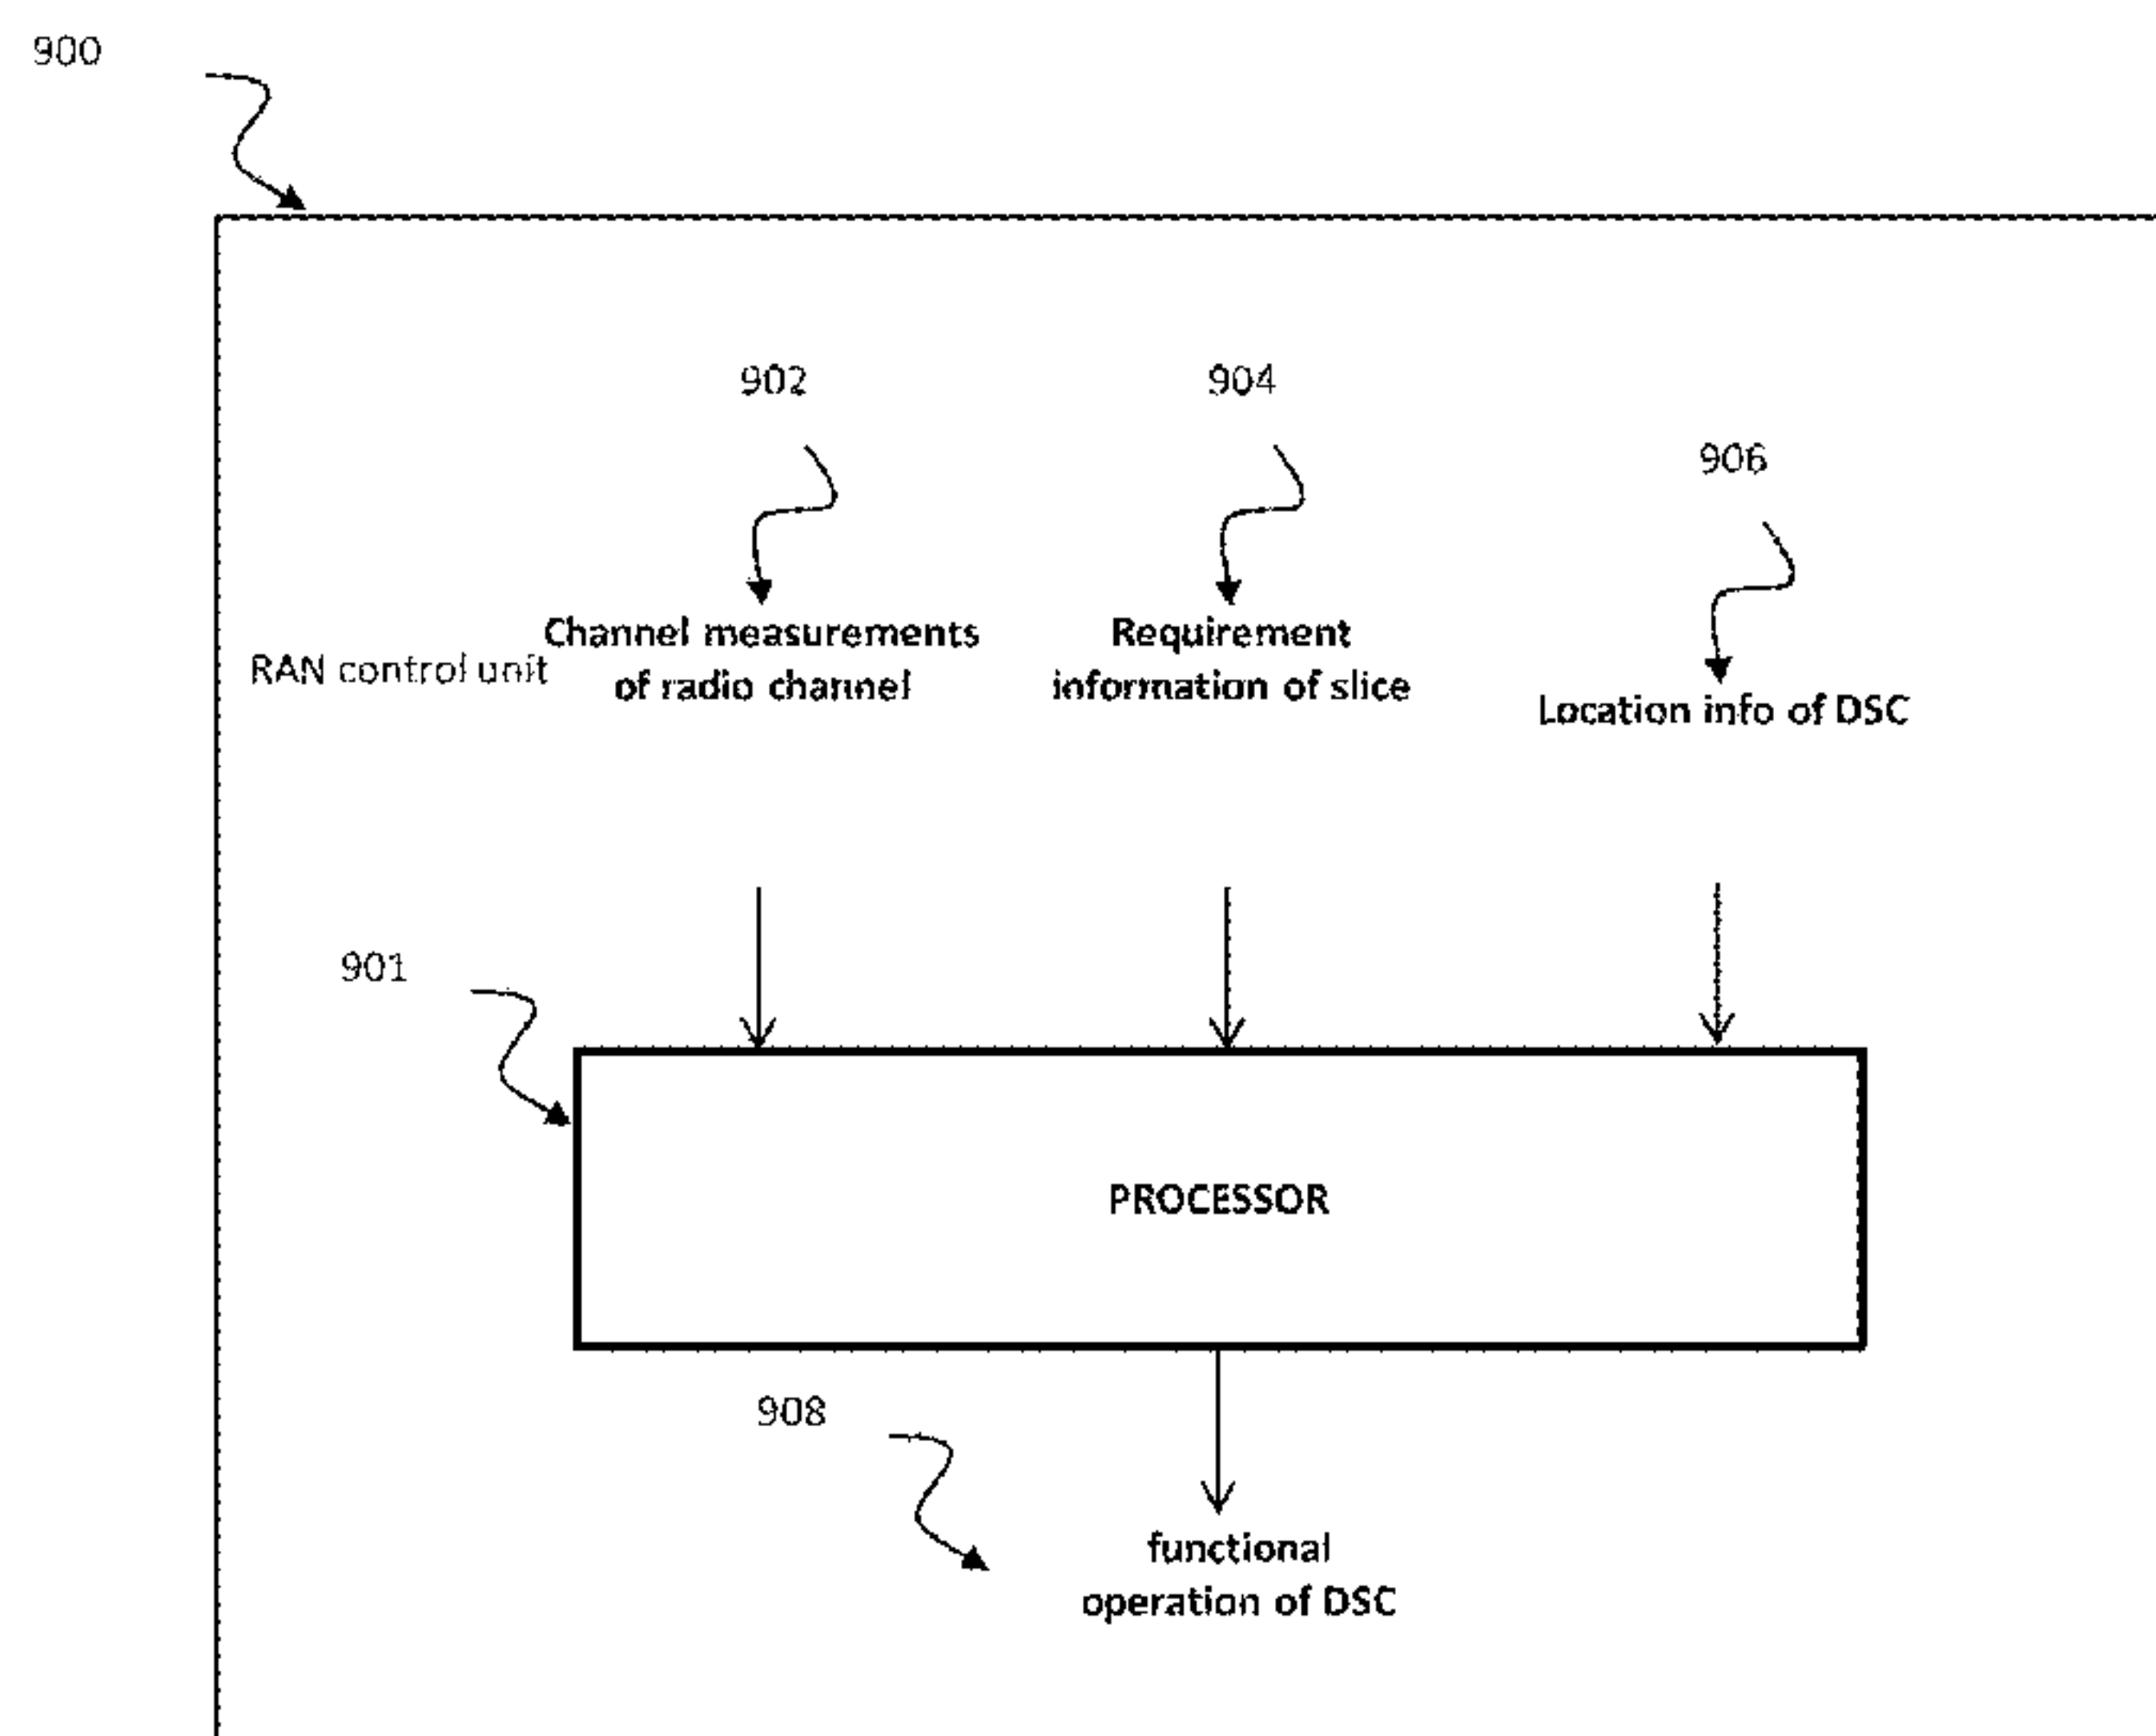 900
902
904
906
Channel measurements
of radio channel
Requirement
information of slice
RAN control unit
Location info of DSC
901
PROCESSOR
908
functional
operation of DSC